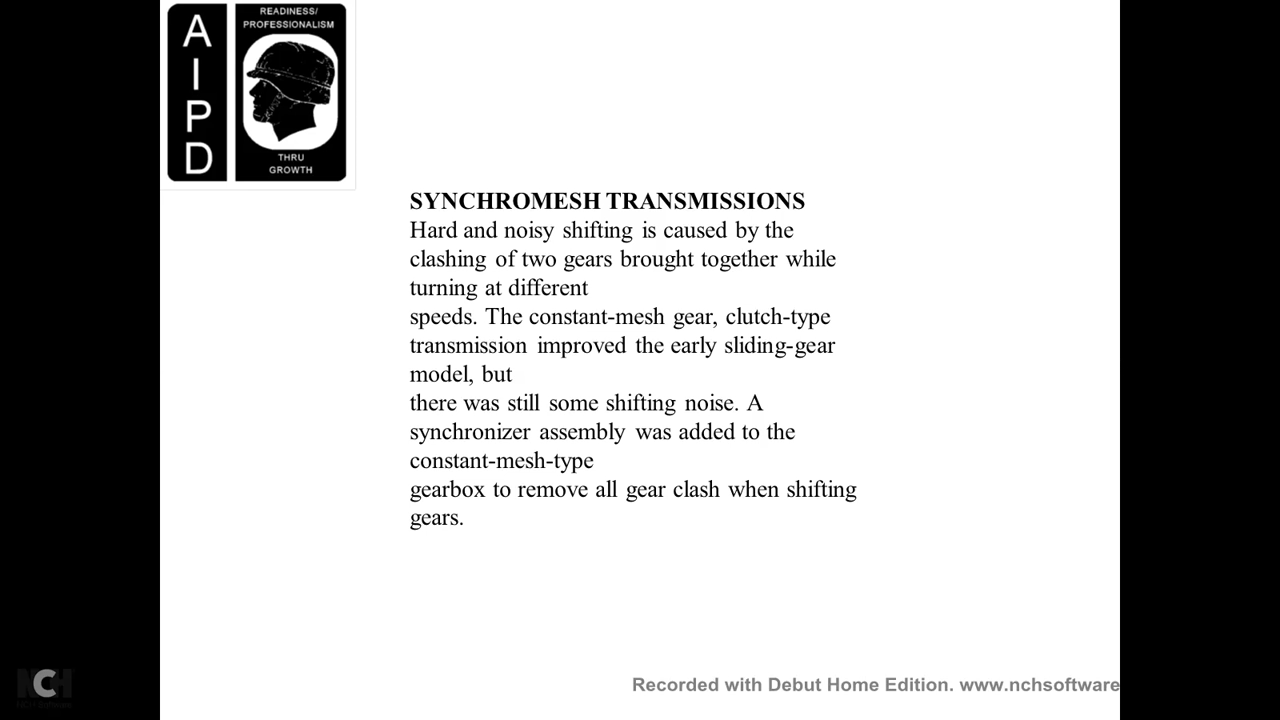 A
I
P
D
READINESS/
PROFESSIONALISM
THRU
GROWTH
SYNCHROMESH TRANSMISSIONS
Hard and noisy shifting is caused by the
clashing of two gears brought together while
turning at different
speeds. The constant-mesh gear, clutch-type
transmission improved the early sliding-gear
model, but
there was still some shifting noise. A
synchronizer assembly was added to the
constant-mesh-type
gearbox to remove all gear clash when shifting
gears.
NCH
NCH Software
Recorded with Debut Home Edition. www.nchsoftware